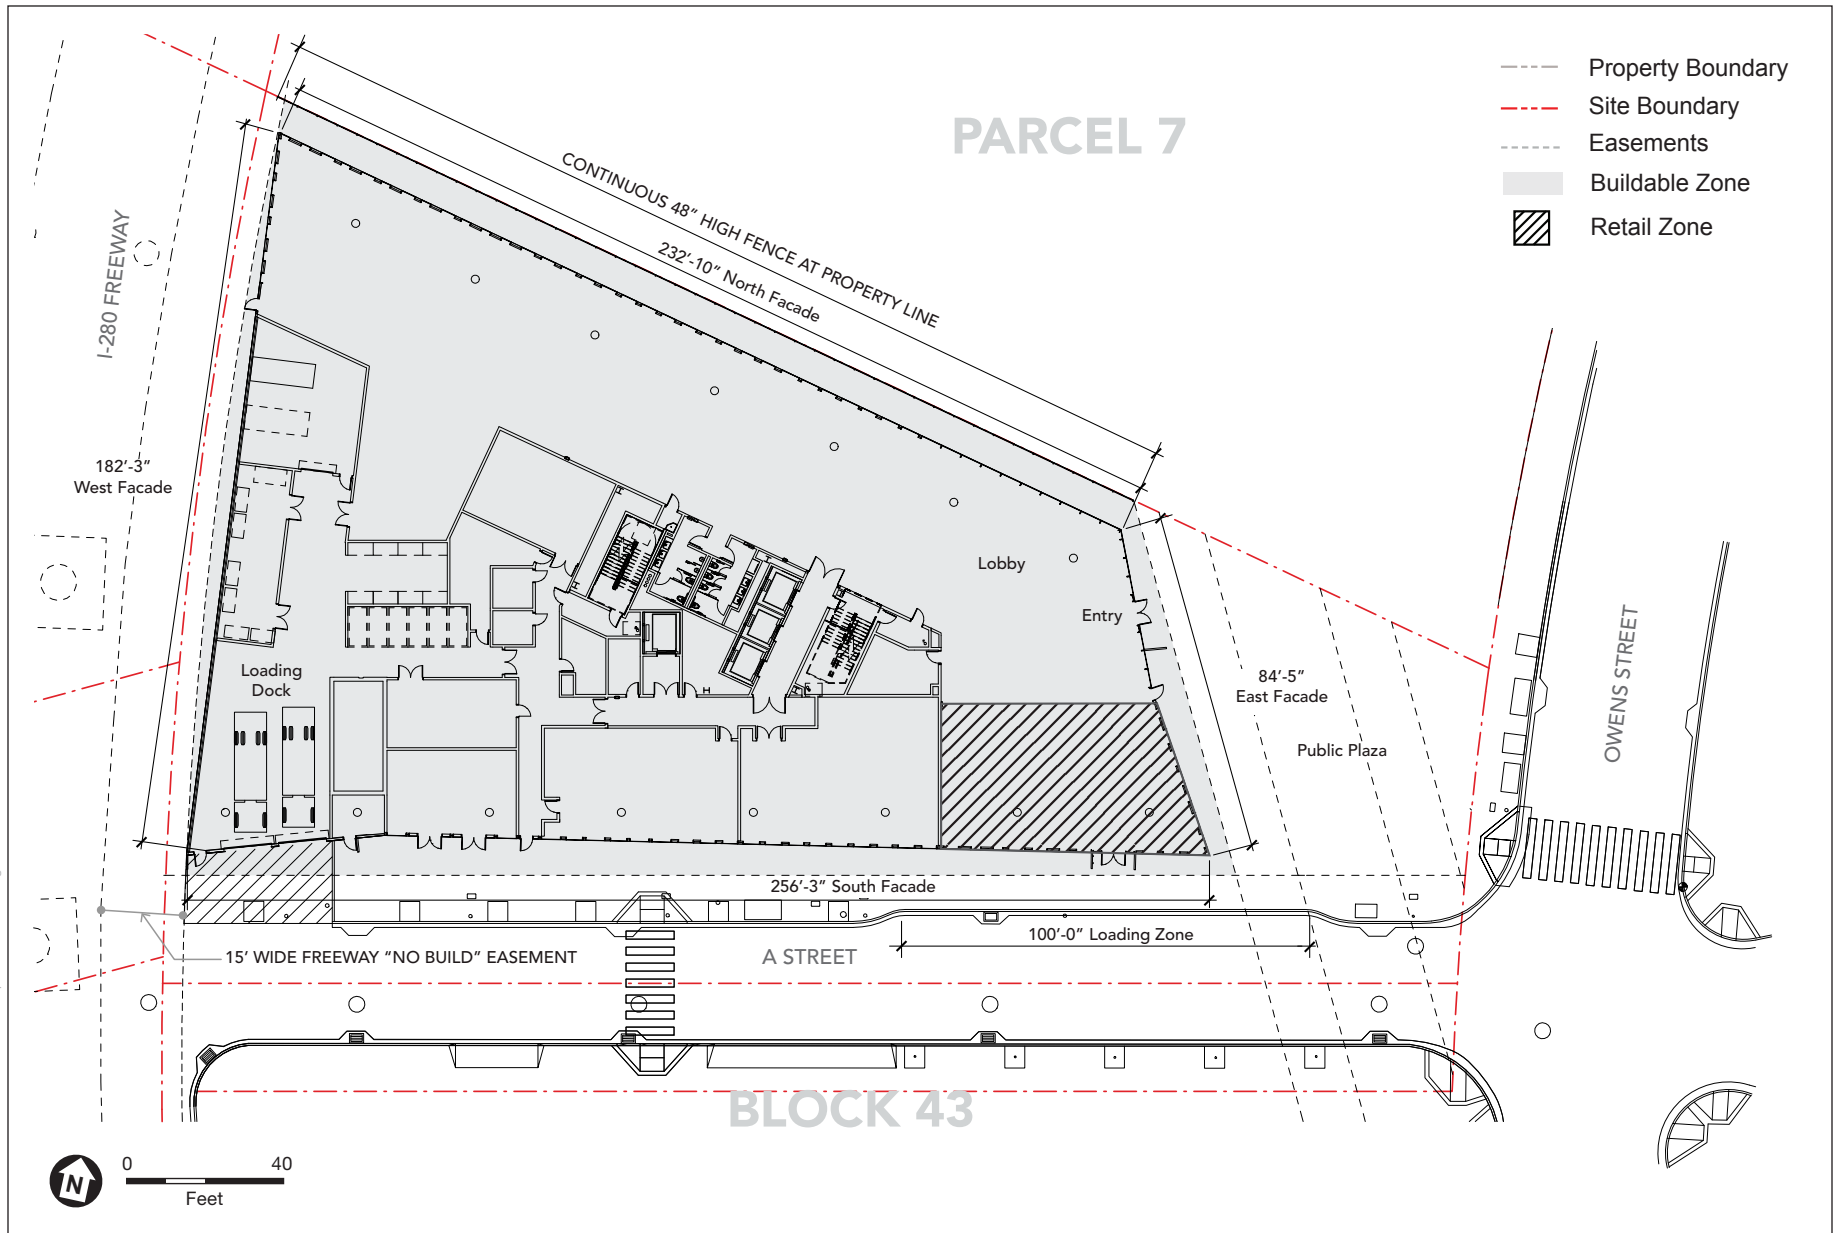 PARCEL 7
Property Boundary
Site Boundary
Easements
Buildable Zone
Retail Zone
CONTINUOUS 48” HIGH FENCE AT PROPERTY LINE
232’-10” North Facade
I-280 FREEWAY
182’-3”
West Facade
Lobby
Entry
Loading
Dock
84’-5”
East Facade
Public Plaza
OWENS STREET
256’-3” South Facade
100’-0” Loading Zone
15’ WIDE FREEWAY “NO BUILD” EASEMENT
A STREET
BLOCK 43
N
0 40
Feet